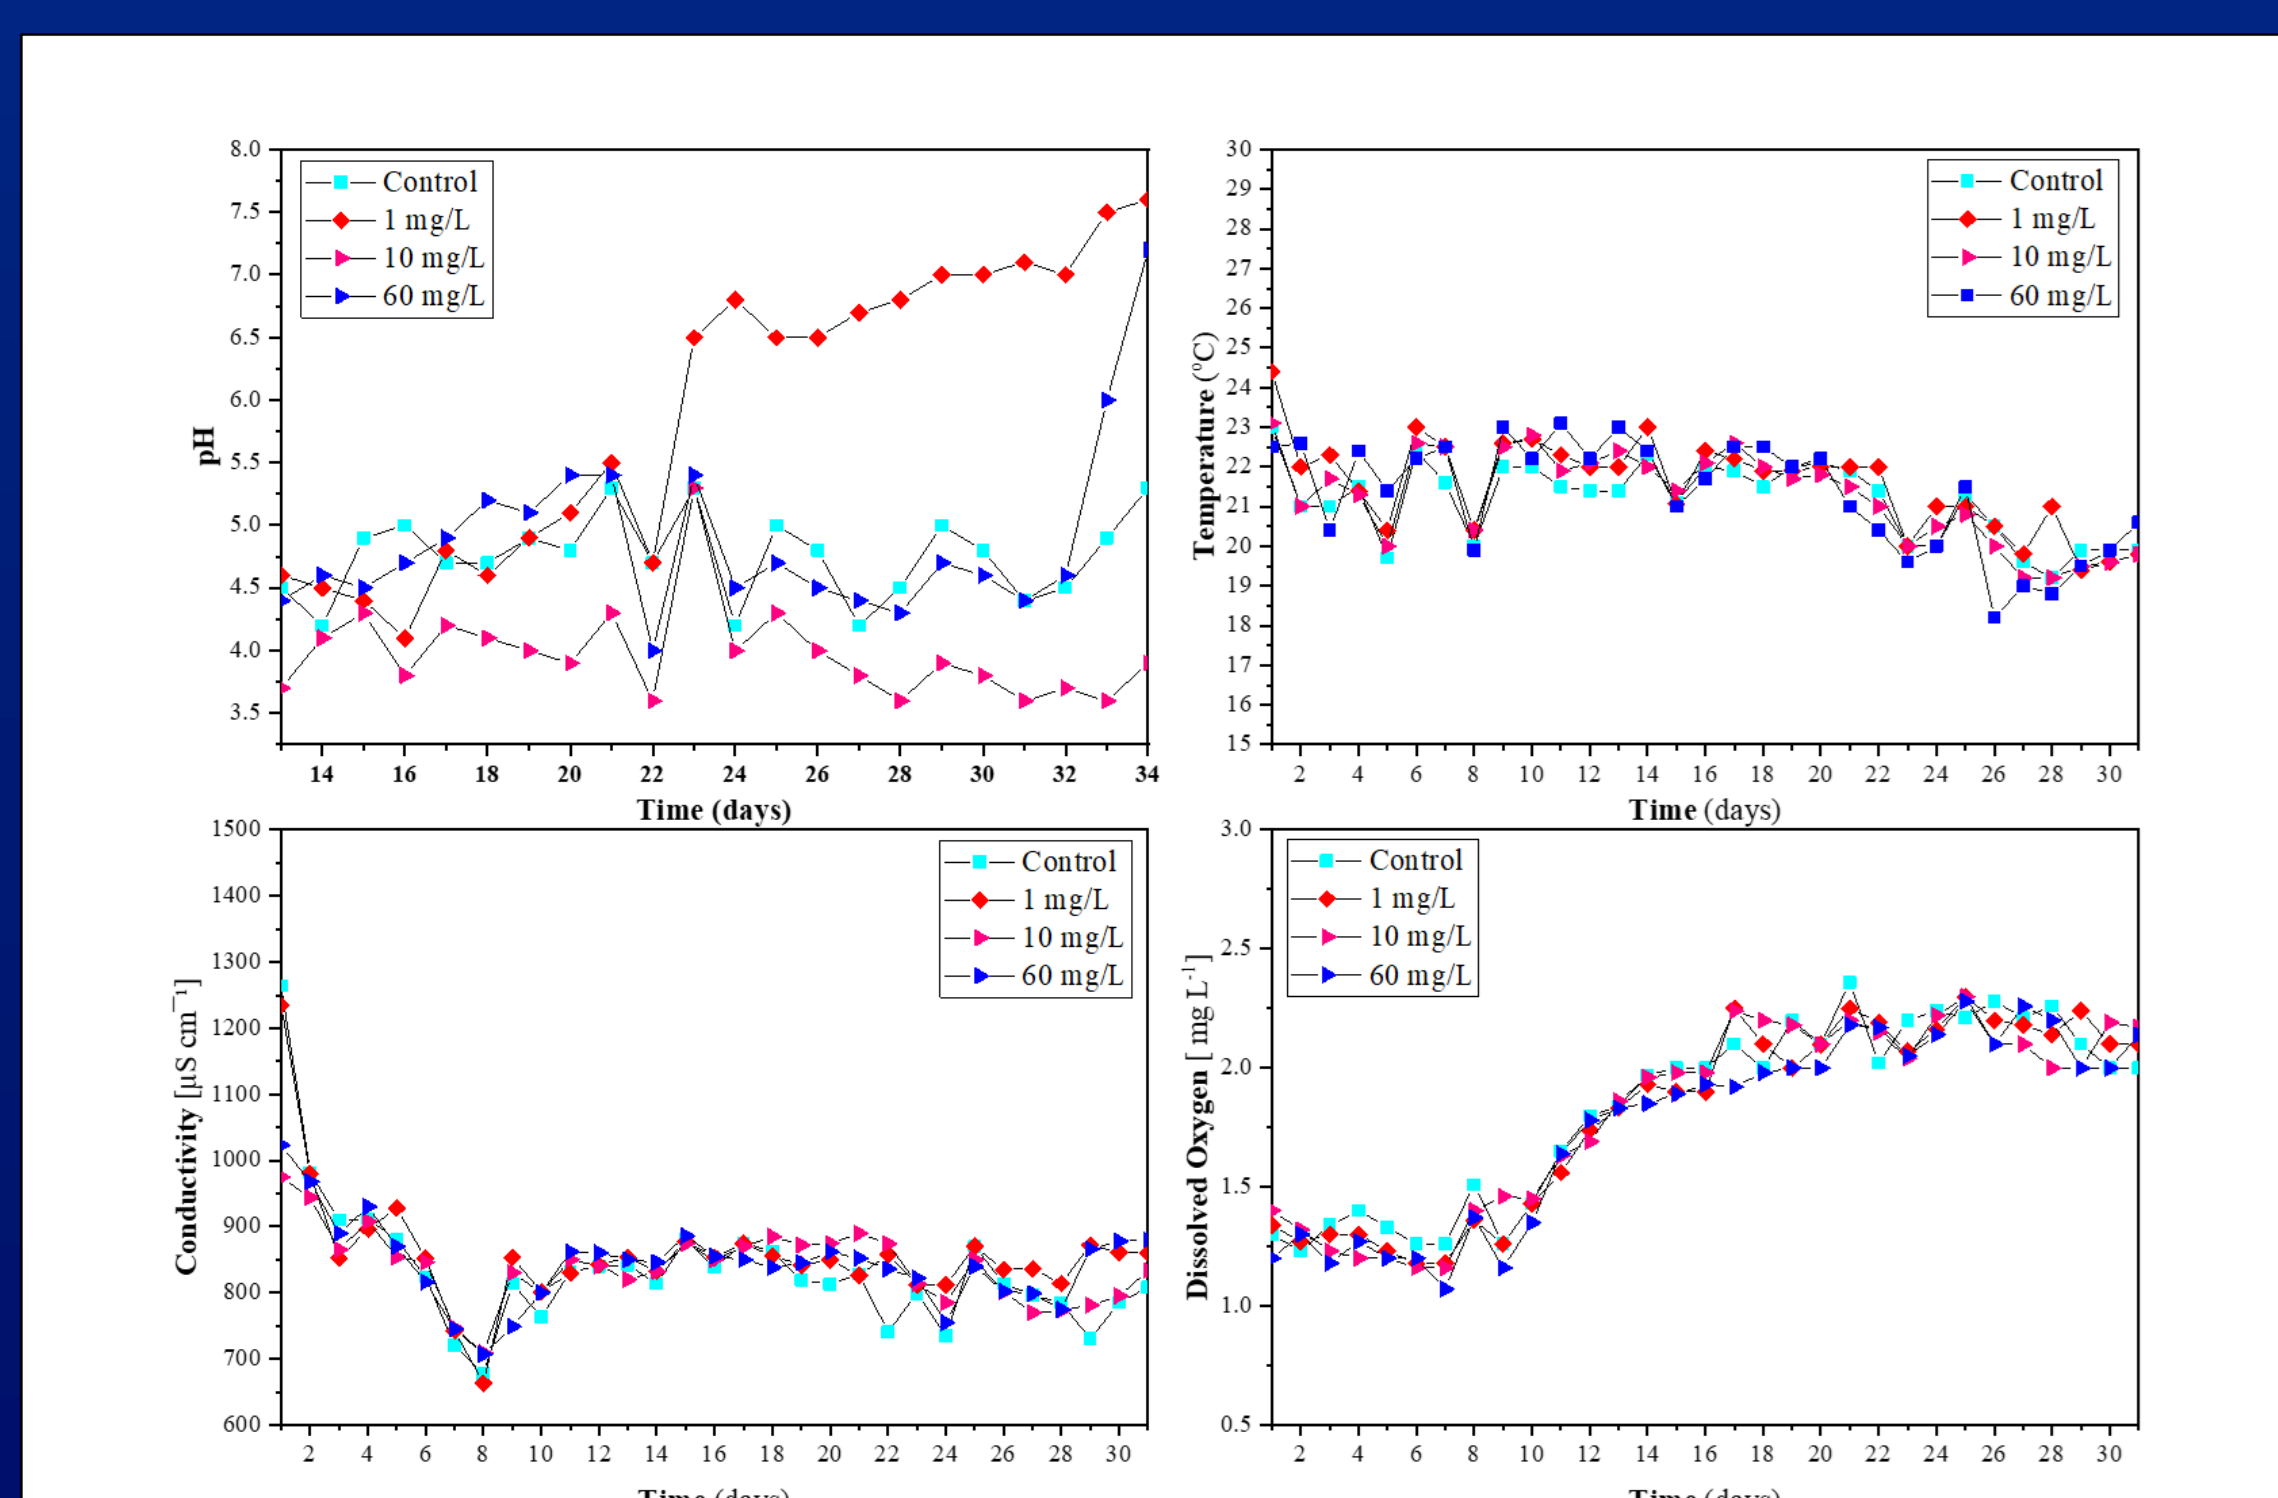 8.0
7.5
7.0
6.5
6.0
5.5
5.0
4.5
4.0
3.5
pH
Control
1 mg/L
10 mg/L
60 mg/L
14 16 18 20 22 24 26 28 30 32 34
Time (days)
30
29
28
27
26
25
24
23
22
21
20
19
18
17
16
15
Temperature (ºC)
Control
1 mg/L
10 mg/L
60 mg/L
2 4 6 8 10 12 14 16 18 20 22 24 26 28 30
Time (days)
1500
1400
1300
1200
1100
1000
900
800
700
600
Conductivity [µS cm⁻¹]
Control
1 mg/L
10 mg/L
60 mg/L
2 4 6 8 10 12 14 16 18 20 22 24 26 28 30
Time (days)
3.0
2.5
2.0
1.5
1.0
0.5
Dissolved Oxygen [ mg L⁻¹]
Control
1 mg/L
10 mg/L
60 mg/L
2 4 6 8 10 12 14 16 18 20 22 24 26 28 30
Time (days)